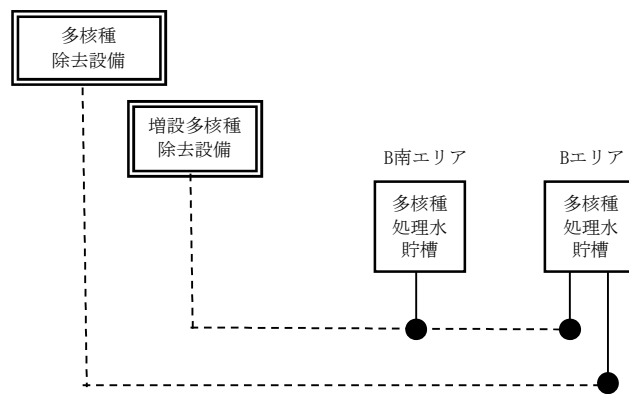 多核種
除去設備
増設多核種
除去設備
B南エリア
多核種
処理水
貯槽
Bエリア
多核種
処理水
貯槽